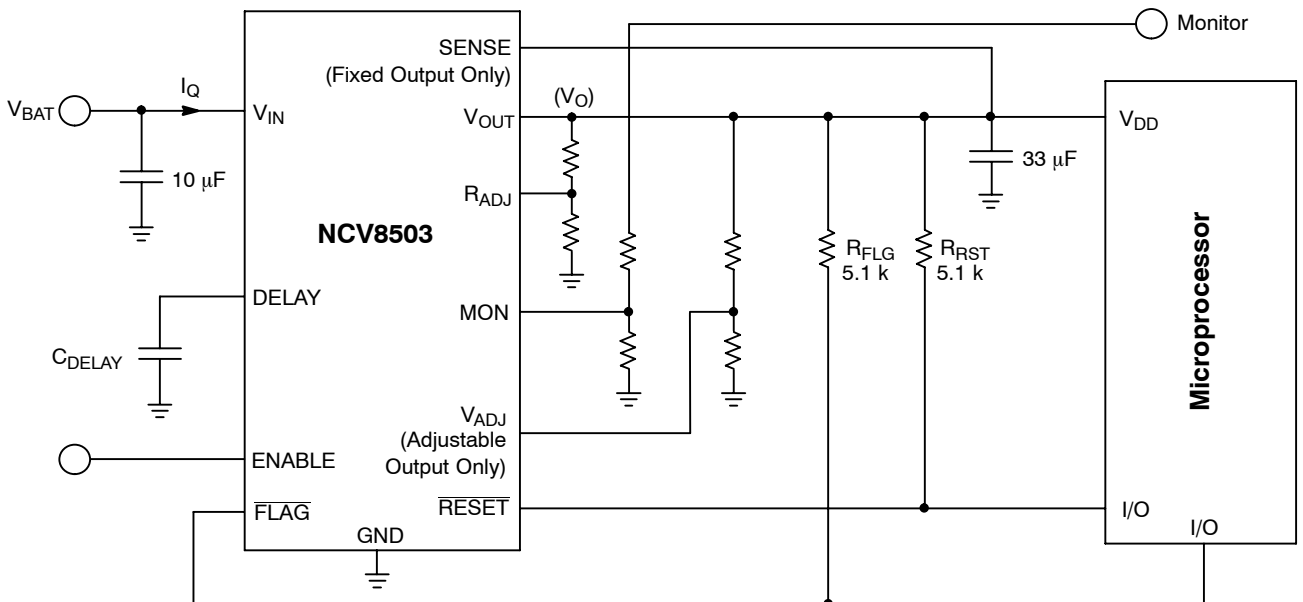 Monitor
SENSE
(Fixed Output Only)
V_BAT
I_Q
V_IN
(V_O)
V_OUT
V_DD
10 μF
33 μF
R_ADJ
NCV8503
R_FLG
5.1 k
R_RST
5.1 k
DELAY
MON
C_DELAY
Microprocessor
V_ADJ
(Adjustable
Output Only)
ENABLE
FLAG
RESET
I/O
I/O
GND